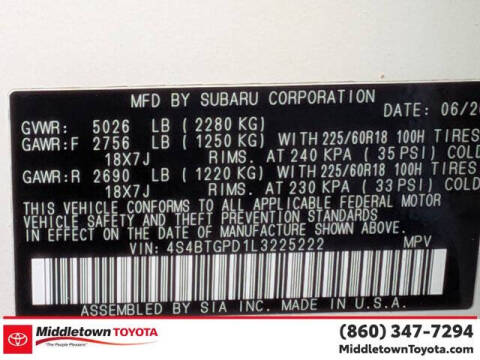 MFD BY SUBARU CORPORATION
DATE: 06/20
GVWR: 5026 LB (2280 KG)
GAWR:F 2756 LB (1250 KG) WITH 225/60R18 100H TIRES
18X7J RIMS. AT 240 KPA (35 PSI) COLD
GAWR:R 2690 LB (1220 KG) WITH 225/60R18 100H TIRES
18X7J RIMS. AT 230 KPA (33 PSI) COLD
THIS VEHICLE CONFORMS TO ALL APPLICABLE FEDERAL MOTOR
VEHICLE SAFETY AND THEFT PREVENTION STANDARDS
IN EFFECT ON THE DATE OF MANUFACTURE SHOWN ABOVE.
VIN: 4S4BTGPD1L3225222 MPV
ASSEMBLED BY SIA INC. MADE IN U.S.A.
Middletown TOYOTA
"The Purple Pleasers"
(860) 347-7294
MiddletownToyota.com